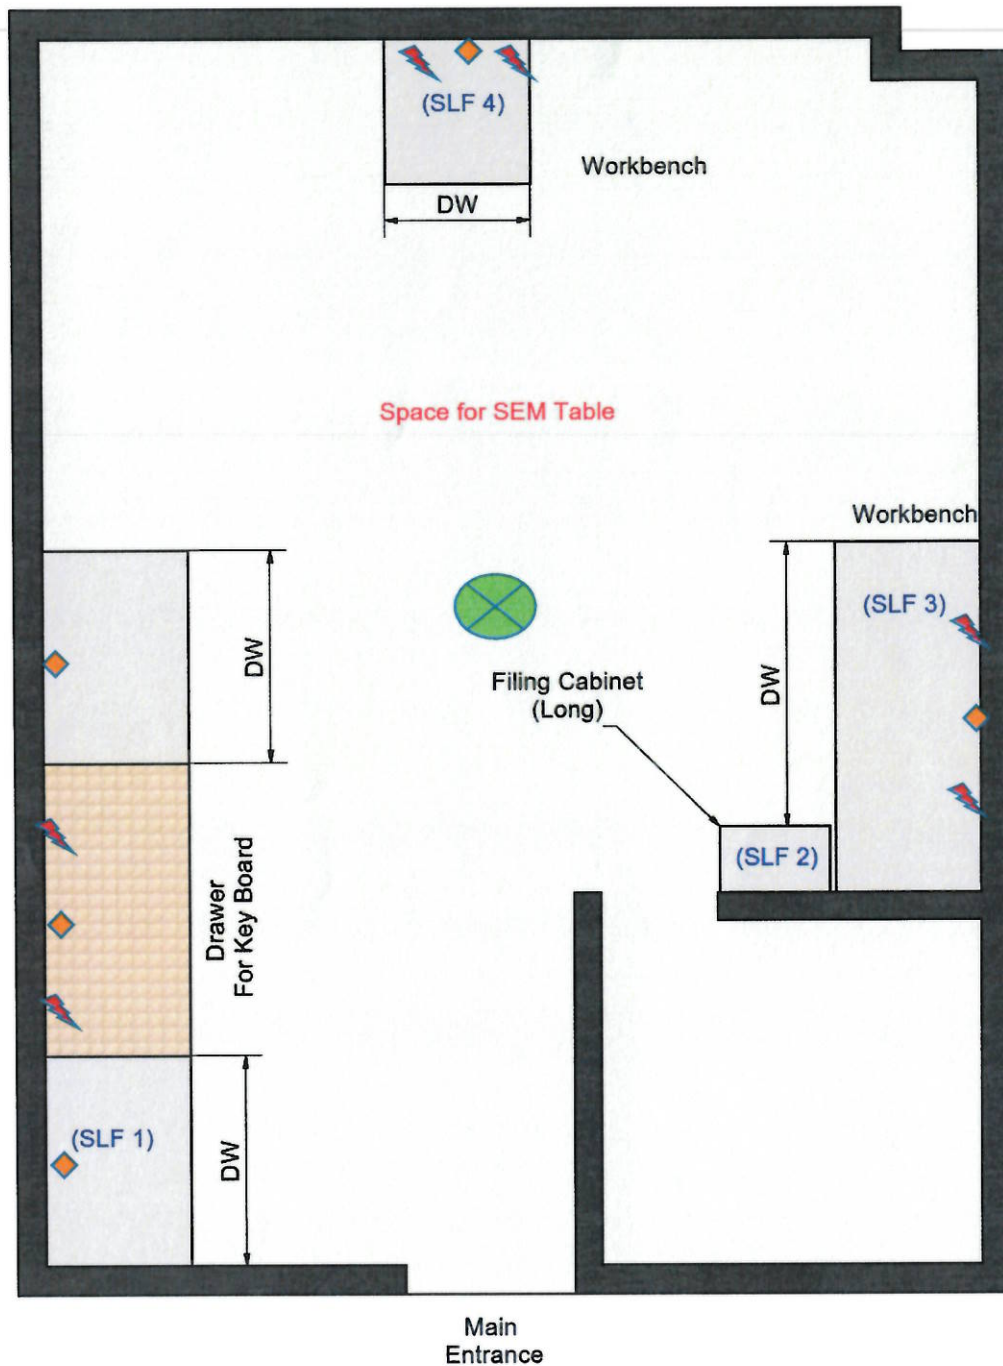 (SLF 4)
Workbench
DW
Space for SEM Table
Workbench
(SLF 3)
DW
DW
Filing Cabinet
(Long)
(SLF 2)
Drawer
For Key Board
(SLF 1)
DW
Main
Entrance